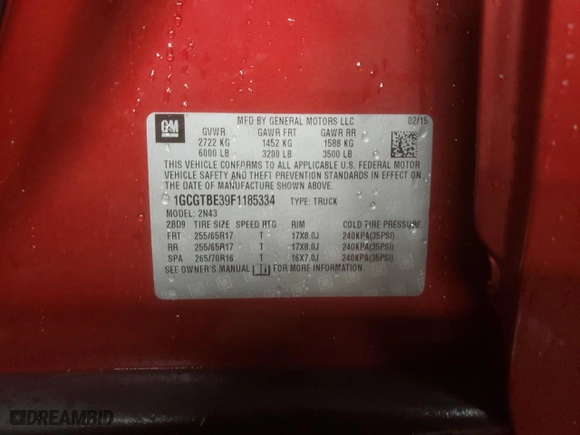 GM
MFD BY GENERAL MOTORS LLC 02/15
GVWR GAWR FRT GAWR RR
2722 KG 1452 KG 1588 KG
6000 LB 3200 LB 3500 LB
THIS VEHICLE CONFORMS TO ALL APPLICABLE U.S. FEDERAL MOTOR
VEHICLE SAFETY AND THEFT PREVENTION STANDARDS IN EFFECT ON
THE DATE OF MANUFACTURE SHOWN ABOVE.
1GCGTBE39F1185334 TYPE: TRUCK
MODEL: 2N43
2BD9 TIRE SIZE SPEED RTG RIM COLD TIRE PRESSURE
FRT 255/65R17 T 17X8.0J 240KPA(35PSI)
RR 255/65R17 T 17X8.0J 240KPA(35PSI)
SPA 265/70R16 T 16X7.0J 240KPA(35PSI)
SEE OWNER'S MANUAL FOR MORE INFORMATION
DREAMBID